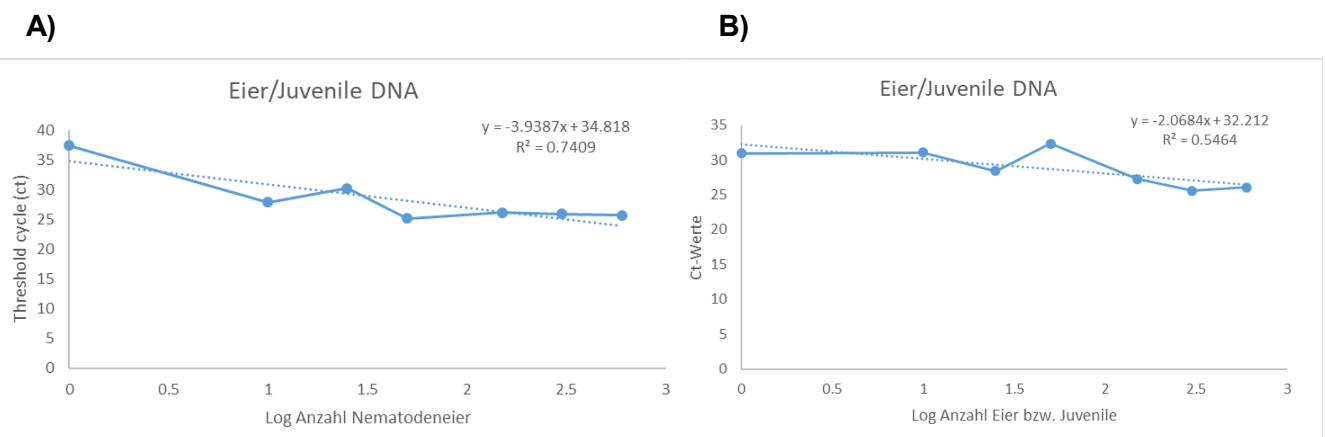 A)
Eier/Juvenile DNA
y = -3.9387x + 34.818
R² = 0.7409
40
35
30
25
20
15
10
5
0
0 0.5 1 1.5 2 2.5 3
Threshold cycle (ct)
Log Anzahl Nematodeneier
B)
Eier/Juvenile DNA
y = -2.0684x + 32.212
R² = 0.5464
35
30
25
20
15
10
5
0
0 0.5 1 1.5 2 2.5 3
Ct-Werte
Log Anzahl Eier bzw. Juvenile